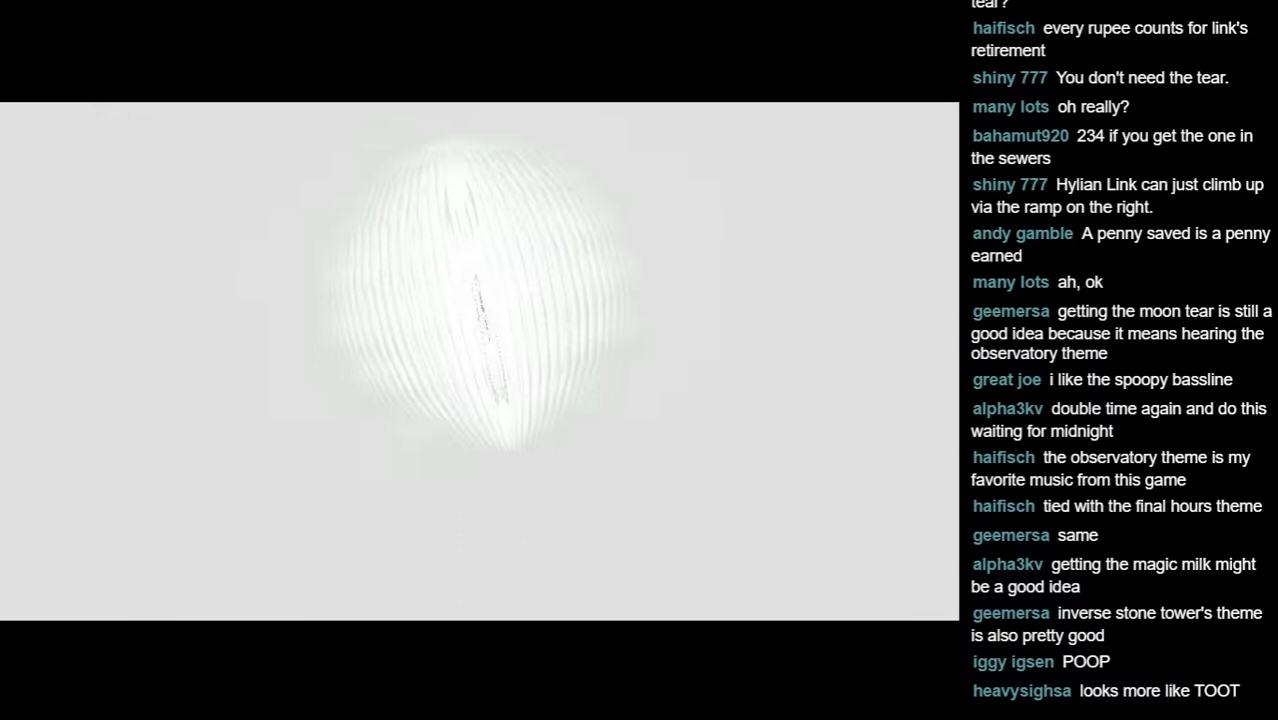 tear?
haifisch every rupee counts for link's
retirement
shiny 777 You don't need the tear.
many lots oh really?
bahamut920 234 if you get the one in
the sewers
shiny 777 Hylian Link can just climb up
via the ramp on the right.
andy gamble A penny saved is a penny
earned
many lots ah, ok
geemersa getting the moon tear is still a
good idea because it means hearing the
observatory theme
great joe i like the spoopy bassline
alpha3kv double time again and do this
waiting for midnight
haifisch the observatory theme is my
favorite music from this game
haifisch tied with the final hours theme
geemersa same
alpha3kv getting the magic milk might
be a good idea
geemersa inverse stone tower's theme
is also pretty good
iggy igsen POOP
heavysighsa looks more like TOOT